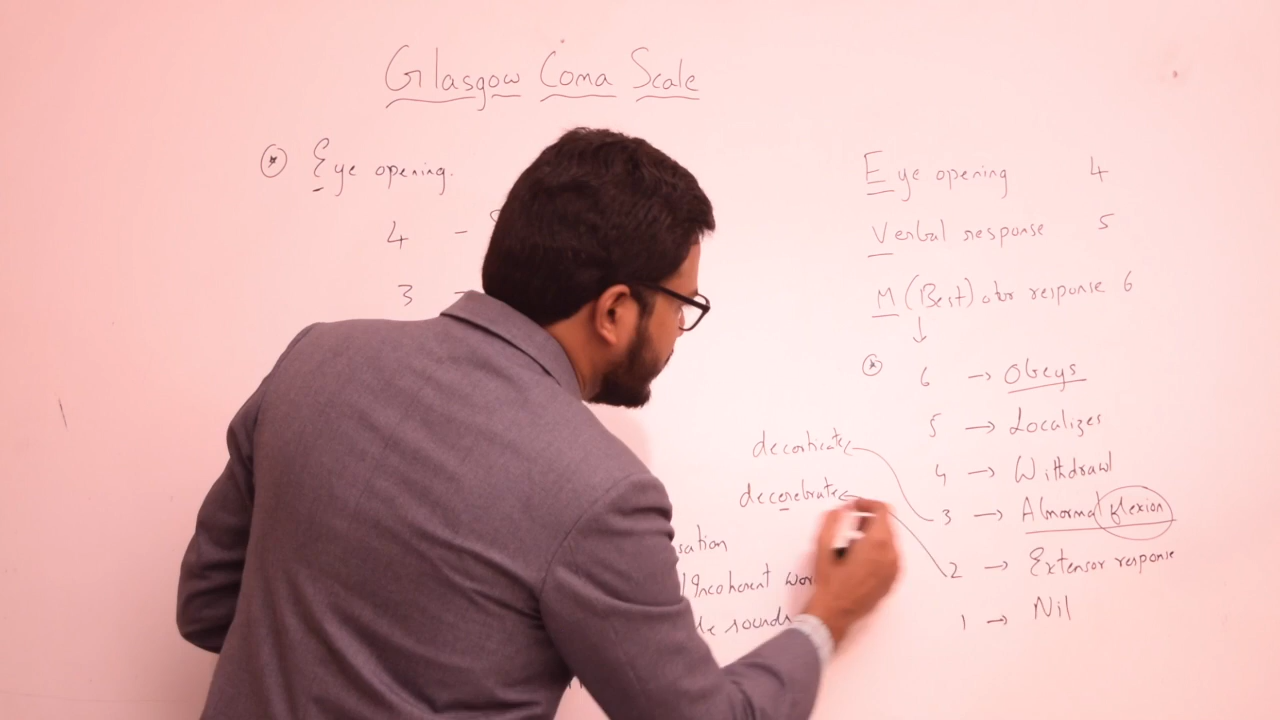 Glasgow Coma Scale
Eye opening.
4 -
3 -
Eye opening 4
Verbal response 5
M (Best) otor response 6
6 → Obeys
5 → Localizes
4 → Withdrawl
3 → Abnormal flexion
2 → Extensor response
1 → Nil
decorticate
decerebrate
sation
Incoherent wor
sounds